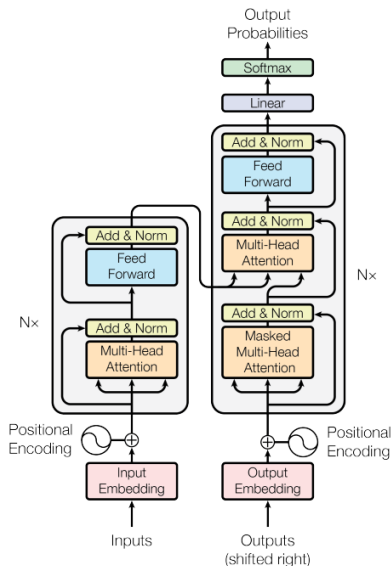 Output
Probabilities
Softmax
Linear
Add & Norm
Feed
Forward
Add & Norm
Multi-Head
Attention
Add & Norm
Masked
Multi-Head
Attention
N×
Positional
Encoding
Output
Embedding
Outputs
(shifted right)
Add & Norm
Feed
Forward
Add & Norm
Multi-Head
Attention
N×
Positional
Encoding
Input
Embedding
Inputs